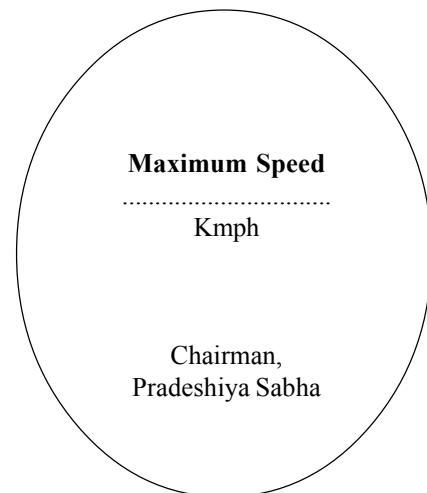 Maximum Speed
................................
Kmph
Chairman,
Pradeshiya Sabha